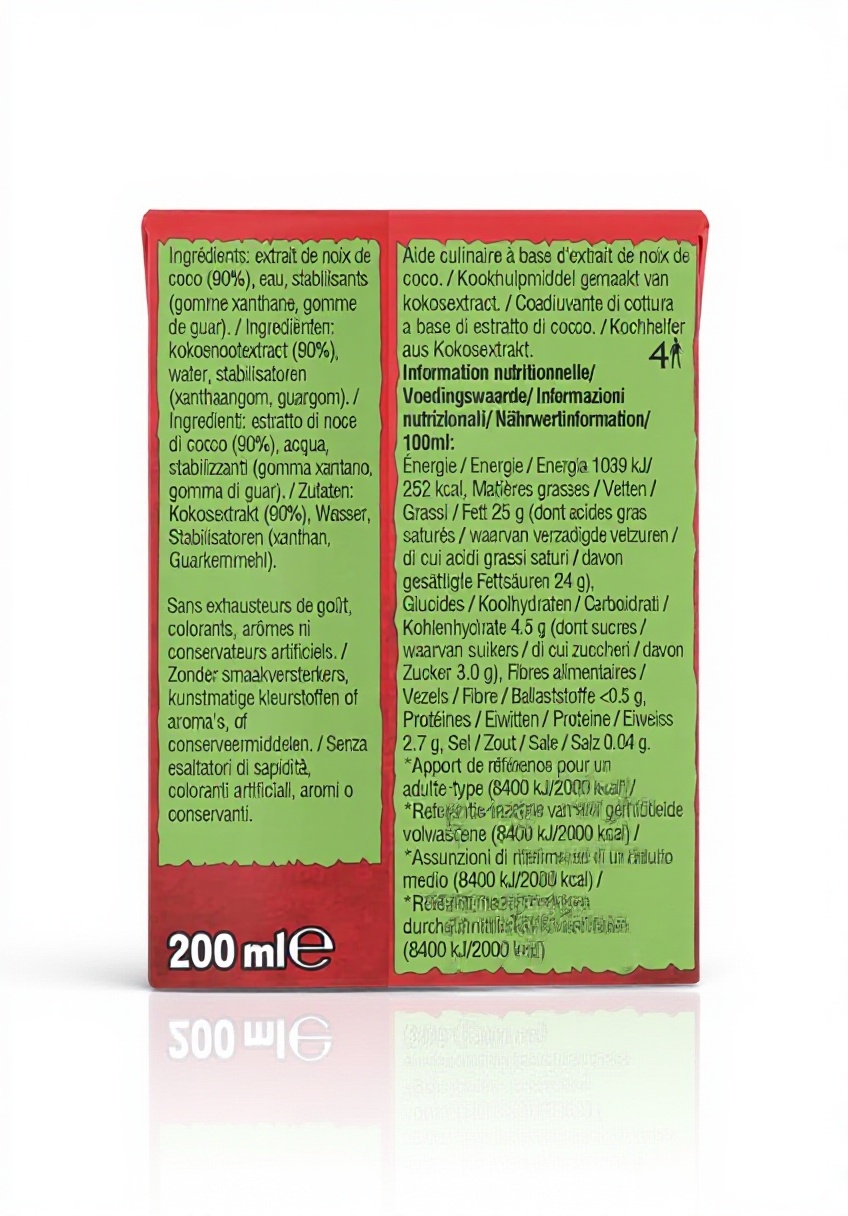 Ingrédients: extrait de noix de
coco (90%), eau, stabilisants
(gomme xanthane, gomme
de guar). / Ingrediënten:
kokosnootextract (90%),
water, stabilisatoren
(xanthaangom, guargom). /
Ingredienti: estratto di noce
di cocco (90%), acqua,
stabilizzanti (gomma xantano,
gomma di guar). / Zutaten:
Kokosextrakt (90%), Wasser,
Stabilisatoren (xanthan,
Guarkernmehl).
Sans exhausteurs de goût,
colorants, arômes ni
conservateurs artificiels. /
Zonder smaakversterkers,
kunstmatige kleurstoffen of
aroma's, of
conserveermiddelen. / Senza
esaltatori di sapidità,
coloranti artificiali, aromi o
conservanti.
200 ml e
Aide culinaire à base d'extrait de noix de
coco. / Kookhulpmiddel gemaakt van
kokosextract. / Coadiuvante di cottura
a base di estratto di cocco. / Kochhelfer
aus Kokosextrakt.
4
Information nutritionnelle/
Voedingswaarde/ Informazioni
nutrizionali/ Nährwertinformation/
100ml:
Énergie / Energie / Energia 1039 kJ/
252 kcal, Matières grasses / Vetten /
Grassi / Fett 25 g (dont acides gras
saturés / waarvan verzadigde vetzuren /
di cui acidi grassi saturi / davon
gesättigte Fettsäuren 24 g),
Glucides / Koolhydraten / Carboidrati /
Kohlenhydrate 4.5 g (dont sucres /
waarvan suikers / di cui zuccheri / davon
Zucker 3.0 g), Fibres alimentaires /
Vezels / Fibre / Ballaststoffe <0.5 g,
Protéines / Eiwitten / Proteine / Eiweiss
2.7 g, Sel / Zout / Sale / Salz 0.04 g.
*Apport de référence pour un
adulte-type (8400 kJ/2000 kcal) /
van
volwassene (8400 kJ/2000 kcal) /
*Assunzioni di di un adulto
medio (8400 kJ/2000 kcal) /
(8400 kJ/2000